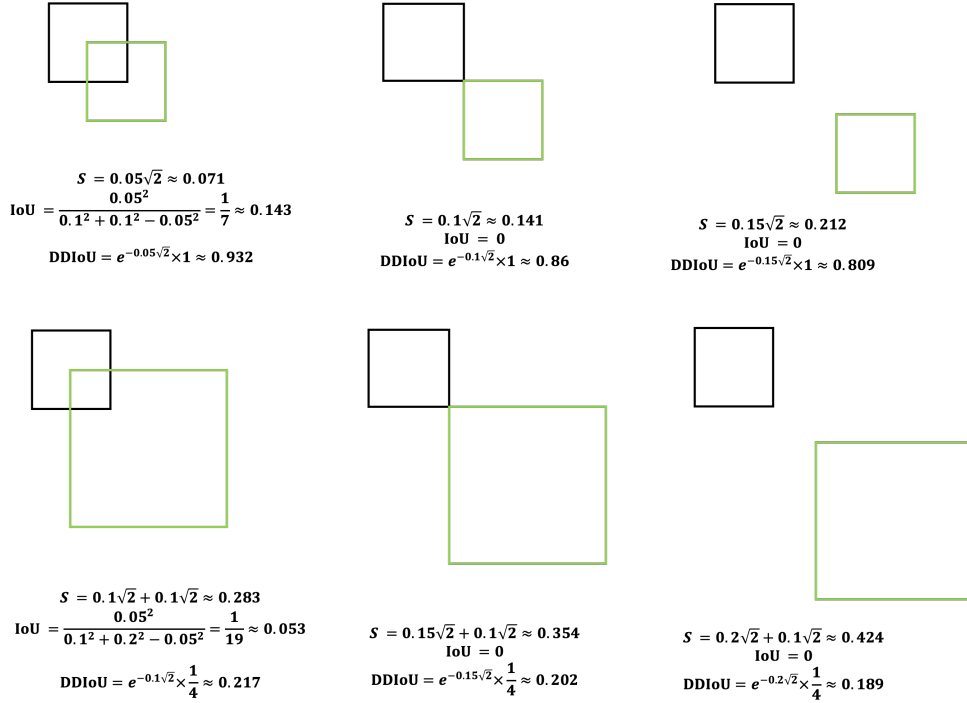 S = 0.05√2 ≈ 0.071
IoU = 0.05² / (0.1² + 0.1² − 0.05²) = 1/7 ≈ 0.143
DDIoU = e^(−0.05√2) × 1 ≈ 0.932
S = 0.1√2 ≈ 0.141
IoU = 0
DDIoU = e^(−0.1√2) × 1 ≈ 0.86
S = 0.15√2 ≈ 0.212
IoU = 0
DDIoU = e^(−0.15√2) × 1 ≈ 0.809
S = 0.1√2 + 0.1√2 ≈ 0.283
IoU = 0.05² / (0.1² + 0.2² − 0.05²) = 1/19 ≈ 0.053
DDIoU = e^(−0.1√2) × 1/4 ≈ 0.217
S = 0.15√2 + 0.1√2 ≈ 0.354
IoU = 0
DDIoU = e^(−0.15√2) × 1/4 ≈ 0.202
S = 0.2√2 + 0.1√2 ≈ 0.424
IoU = 0
DDIoU = e^(−0.2√2) × 1/4 ≈ 0.189